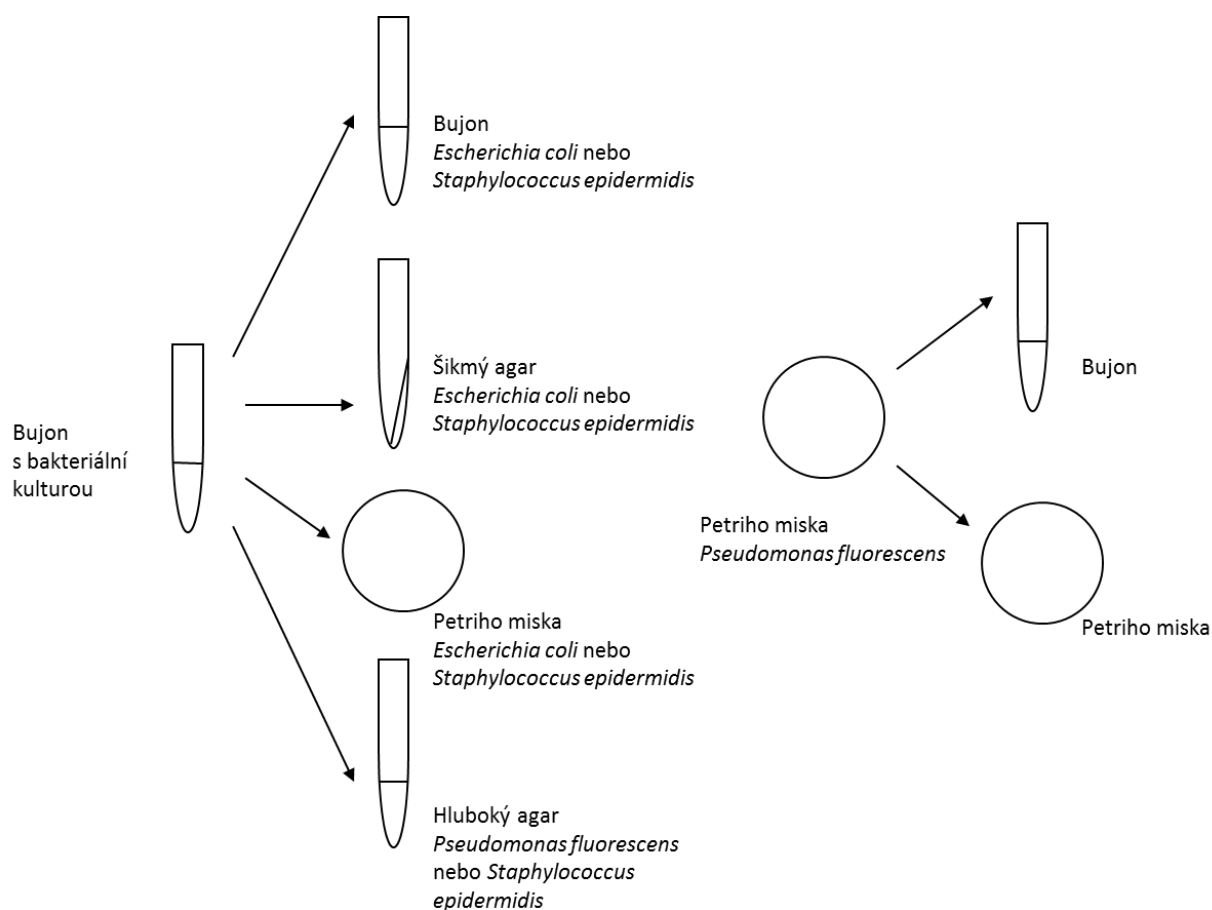 Bujon
Escherichia coli nebo
Staphylococcus epidermidis
Šikmý agar
Escherichia coli nebo
Staphylococcus epidermidis
Bujon
s bakteriální
kulturou
Petriho miska
Escherichia coli nebo
Staphylococcus epidermidis
Hluboký agar
Pseudomonas fluorescens
nebo Staphylococcus
epidermidis
Bujon
Petriho miska
Pseudomonas fluorescens
Petriho miska